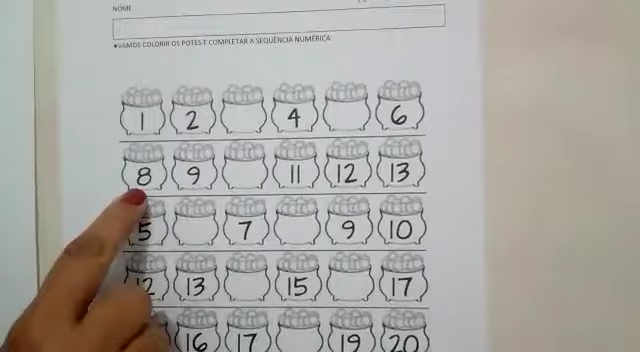 NOME
●VAMOS COLORIR OS POTES E COMPLETAR A SEQUÊNCIA NUMÉRICA
1 2 4 6
8 9 11 12 13
5 7 9 10
12 13 15 17
16 17 19 20